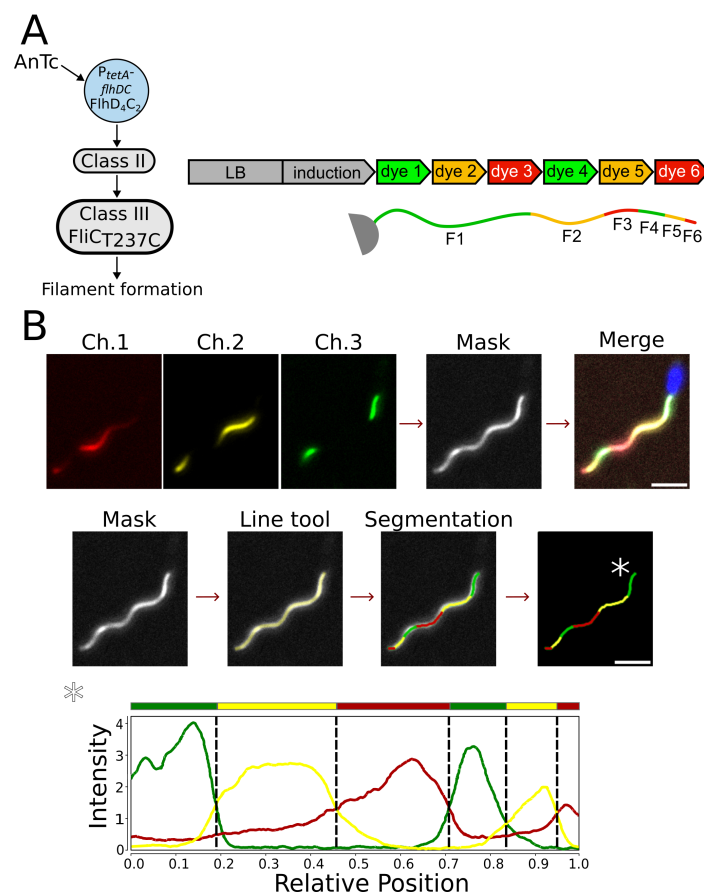 A
AnTc
PtetA-
flhDC
FlhD4C2
Class II
Class III
FliCT237C
Filament formation
LB
induction
dye 1
dye 2
dye 3
dye 4
dye 5
dye 6
F1
F2
F3
F4
F5
F6
B
Ch.1
Ch.2
Ch.3
Mask
Merge
Mask
Line tool
Segmentation
*
*
Intensity
4
3
2
1
0
0.0 0.1 0.2 0.3 0.4 0.5 0.6 0.7 0.8 0.9 1.0
Relative Position